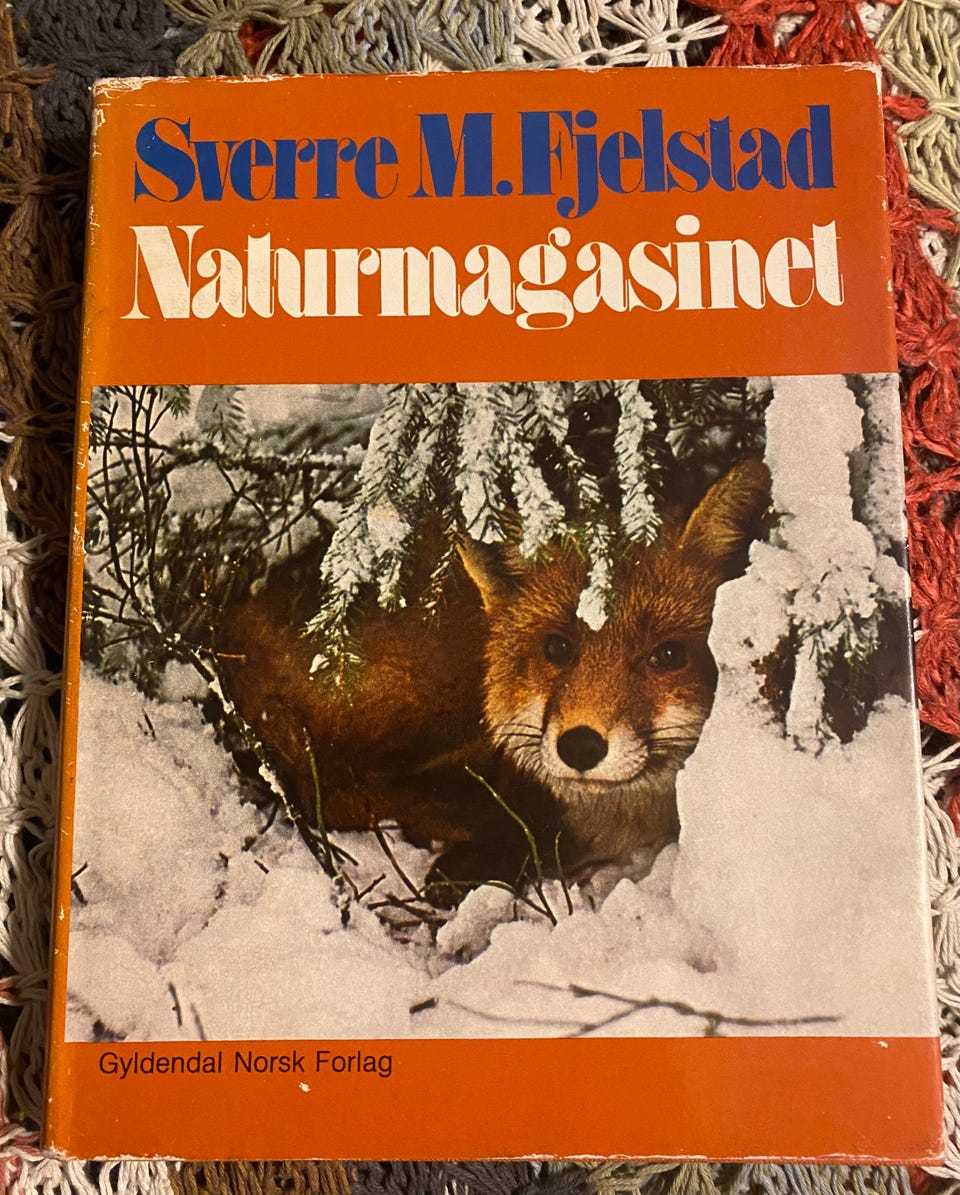 Sverre M. Fjelstad
Naturmagasinet
Gyldendal Norsk Forlag